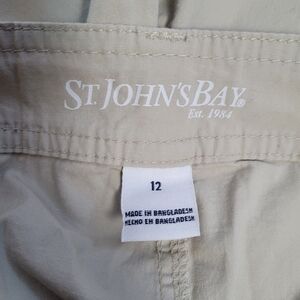 ST. JOHN'S BAY®
Est. 1984
12
MADE IN BANGLADESH
HECHO EN BANGLADESH